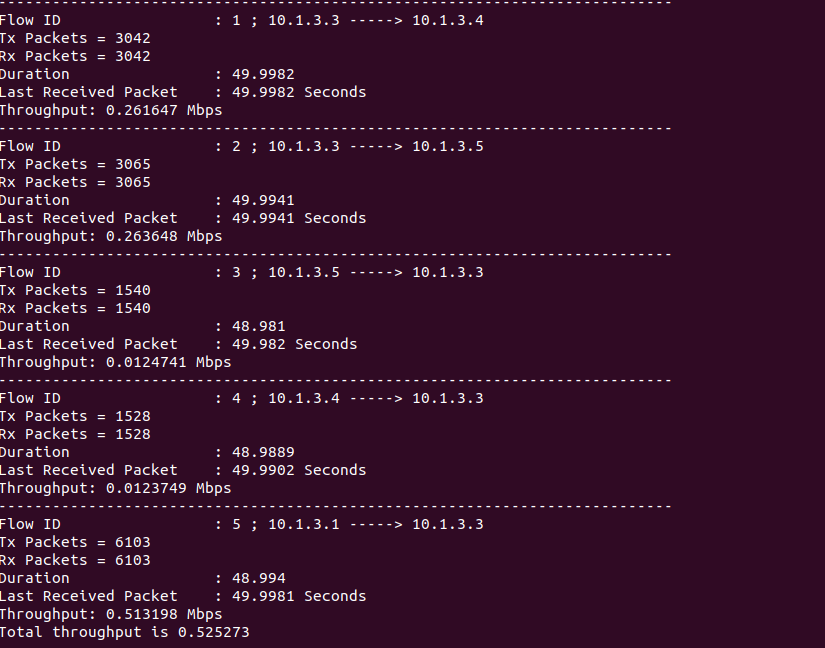 --------------------------------------------------------------------------
Flow ID                 : 1 ; 10.1.3.3 -----> 10.1.3.4
Tx Packets = 3042
Rx Packets = 3042
Duration                : 49.9982
Last Received Packet    : 49.9982 Seconds
Throughput: 0.261647 Mbps
--------------------------------------------------------------------------
Flow ID                 : 2 ; 10.1.3.3 -----> 10.1.3.5
Tx Packets = 3065
Rx Packets = 3065
Duration                : 49.9941
Last Received Packet    : 49.9941 Seconds
Throughput: 0.263648 Mbps
--------------------------------------------------------------------------
Flow ID                 : 3 ; 10.1.3.5 -----> 10.1.3.3
Tx Packets = 1540
Rx Packets = 1540
Duration                : 48.981
Last Received Packet    : 49.982 Seconds
Throughput: 0.0124741 Mbps
--------------------------------------------------------------------------
Flow ID                 : 4 ; 10.1.3.4 -----> 10.1.3.3
Tx Packets = 1528
Rx Packets = 1528
Duration                : 48.9889
Last Received Packet    : 49.9902 Seconds
Throughput: 0.0123749 Mbps
--------------------------------------------------------------------------
Flow ID                 : 5 ; 10.1.3.1 -----> 10.1.3.3
Tx Packets = 6103
Rx Packets = 6103
Duration                : 48.994
Last Received Packet    : 49.9981 Seconds
Throughput: 0.513198 Mbps
Total throughput is 0.525273